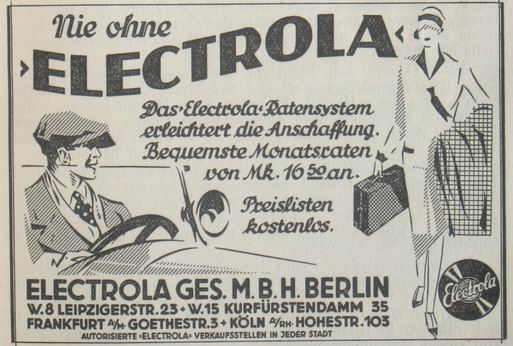 Nie ohne
›ELECTROLA‹
Das ›Electrola‹ Ratensystem
erleichtert die Anschaffung.
Bequemste Monatsraten
von Mk. 16 50 an.
Preislisten
kostenlos.
Electrola
ELECTROLA GES. M.B.H. BERLIN
W.8 LEIPZIGERSTR. 23 + W.15 KURFÜRSTENDAMM 35
FRANKFURT A/M· GOETHESTR. 3 + KÖLN A/RH· HOHESTR. 103
AUTORISIERTE ›ELECTROLA‹ VERKAUFSSTELLEN IN JEDER STADT